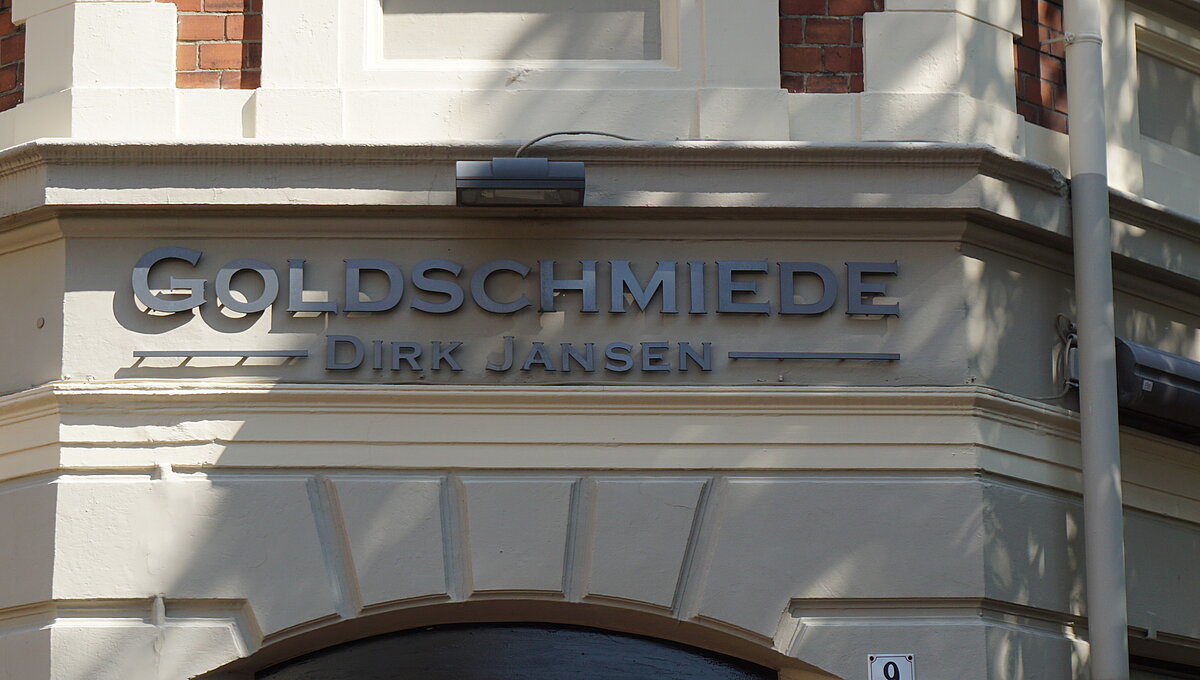 GOLDSCHMIEDE
DIRK JANSEN
9